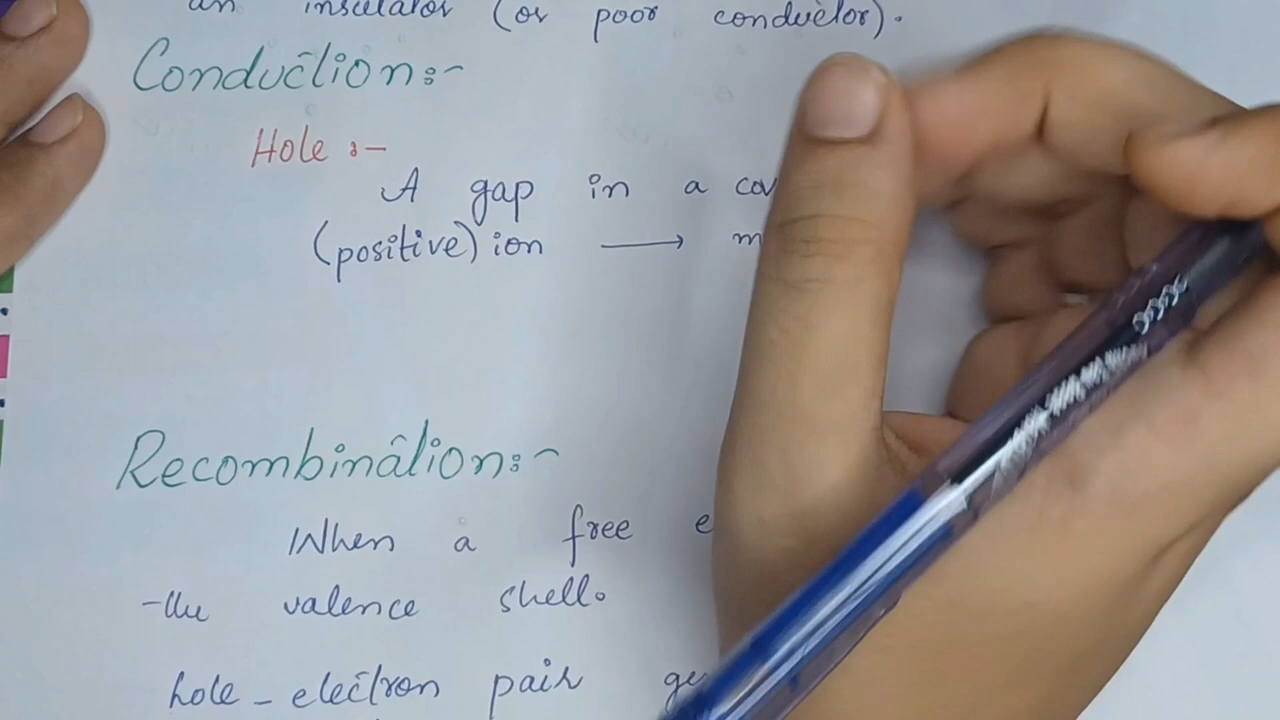 an insulator (or poor conductor).
Conduction:-
Hole :-
A gap in a cov
(positive) ion → m
Recombination:-
When a free e
the valence shell.
hole - electron pair ge